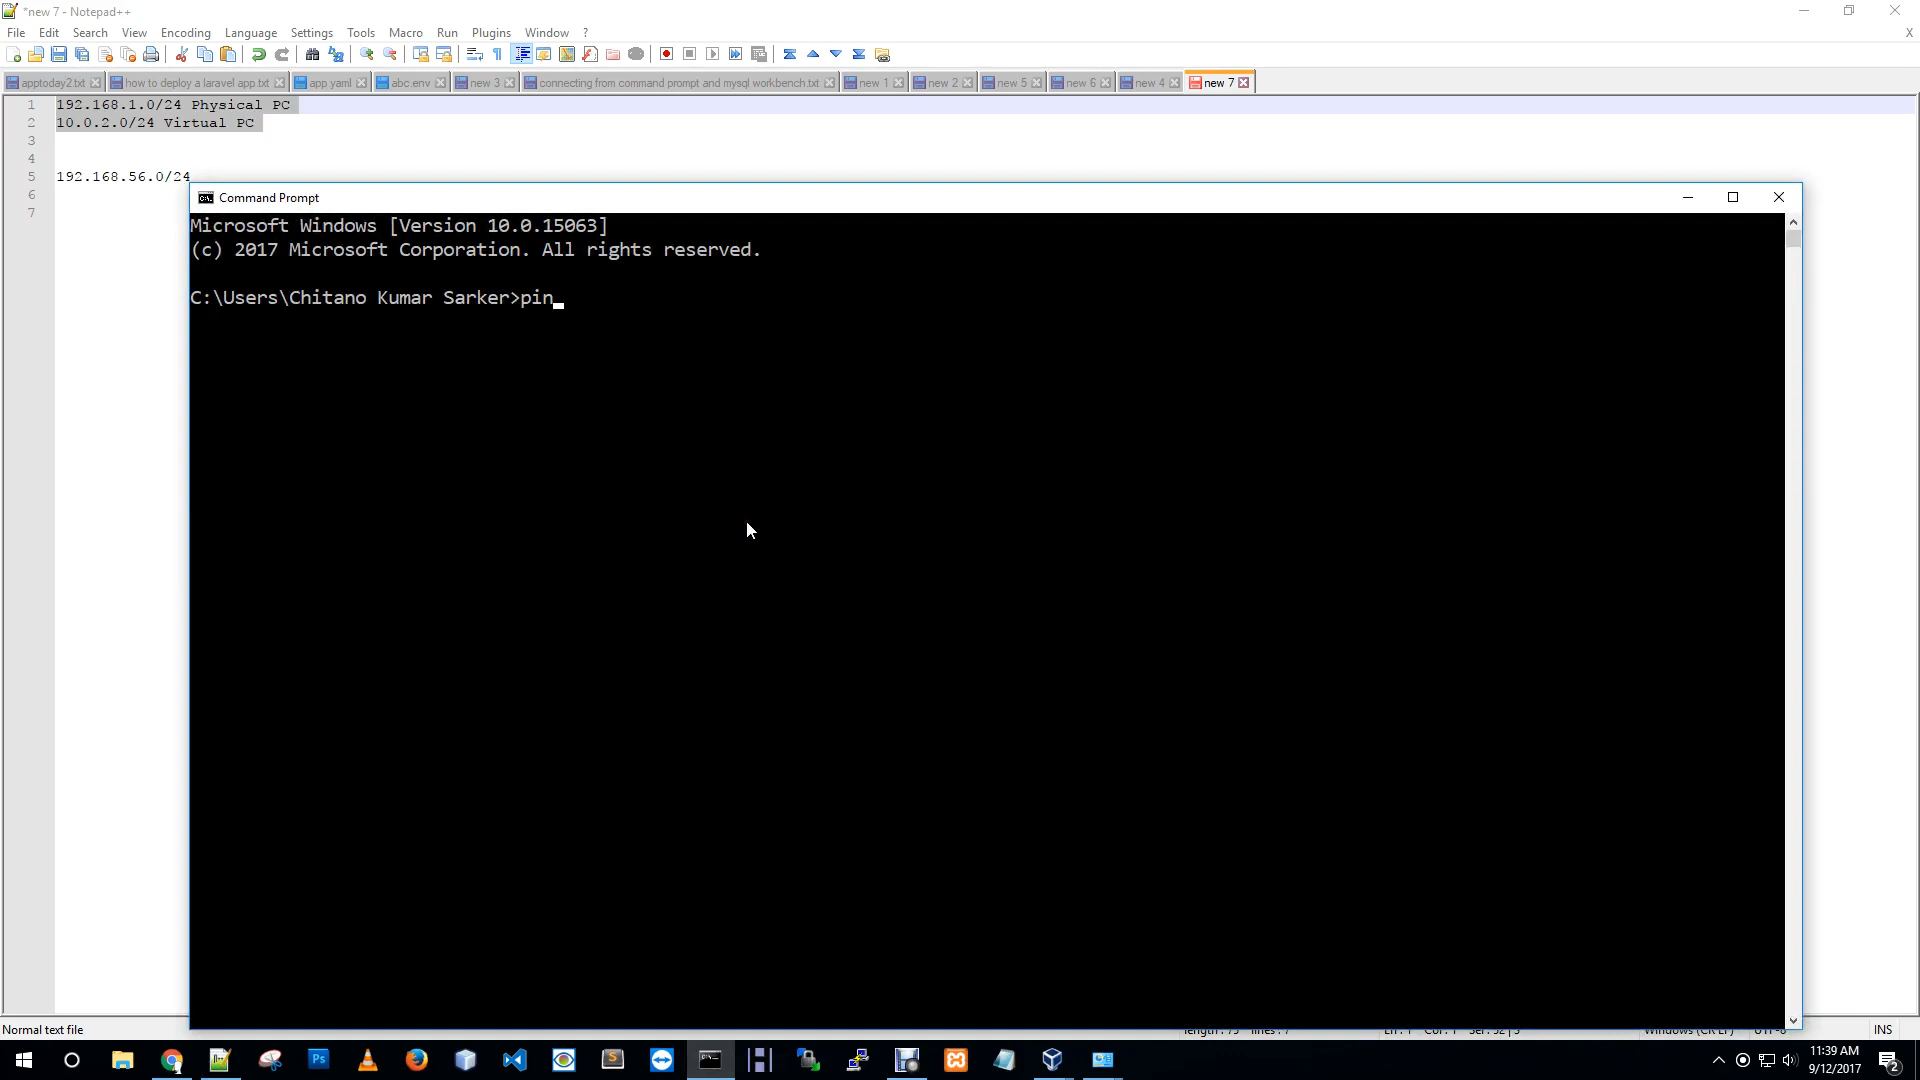 *new 7 - Notepad++
File Edit Search View Encoding Language Settings Tools Macro Run Plugins Window ? X
apptoday2.txt how to deploy a laravel app.txt app.yaml abc.env new 3 connecting from command prompt and mysql workbench.txt new 1 new 2 new 5 new 6 new 4 new 7
1 192.168.1.0/24 Physical PC
2 10.0.2.0/24 Virtual PC
3
4
5 192.168.56.0/24
6
7
Command Prompt
Microsoft Windows [Version 10.0.15063]
(c) 2017 Microsoft Corporation. All rights reserved.
C:\Users\Chitano Kumar Sarker>pin_
Normal text file INS
Ps
S
11:39 AM
9/12/2017
2